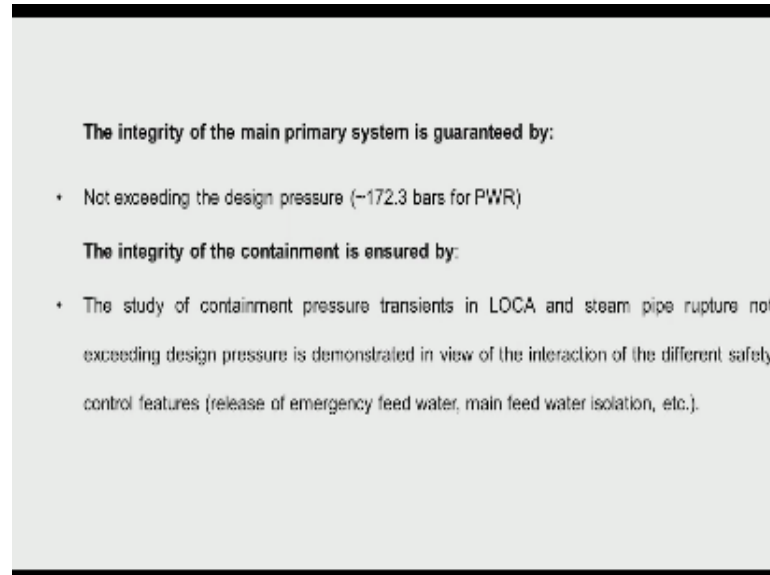 The integrity of the main primary system is guaranteed by:
• Not exceeding the design pressure (~172.3 bars for PWR)
The integrity of the containment is ensured by:
• The study of containment pressure transients in LOCA and steam pipe rupture not
exceeding design pressure is demonstrated in view of the interaction of the different safety
control features (release of emergency feed water, main feed water isolation, etc.).